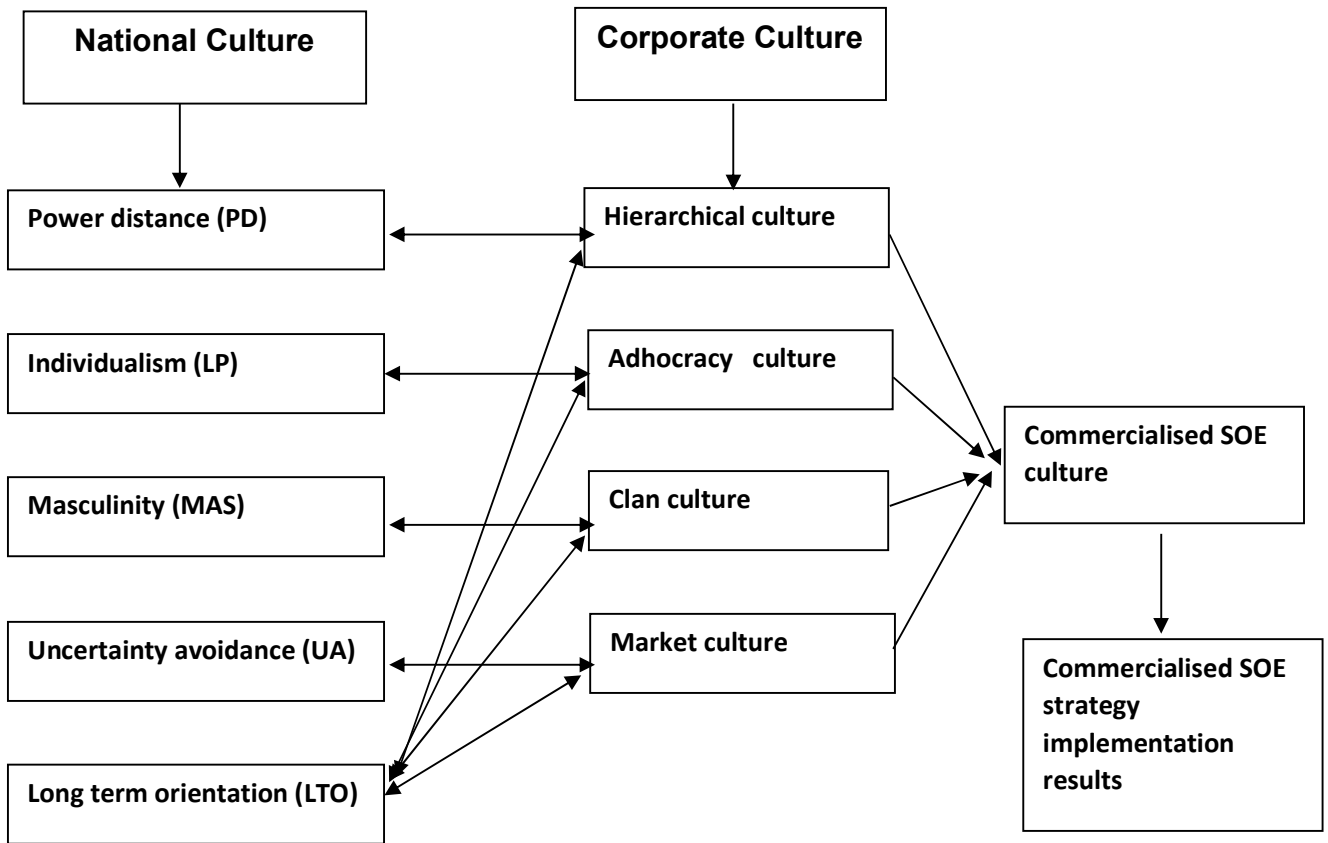 National Culture
Corporate Culture
Power distance (PD)
Hierarchical culture
Individualism (LP)
Adhocracy culture
Commercialised SOE
culture
Masculinity (MAS)
Clan culture
Uncertainty avoidance (UA)
Market culture
Commercialised SOE
strategy
implementation
results
Long term orientation (LTO)